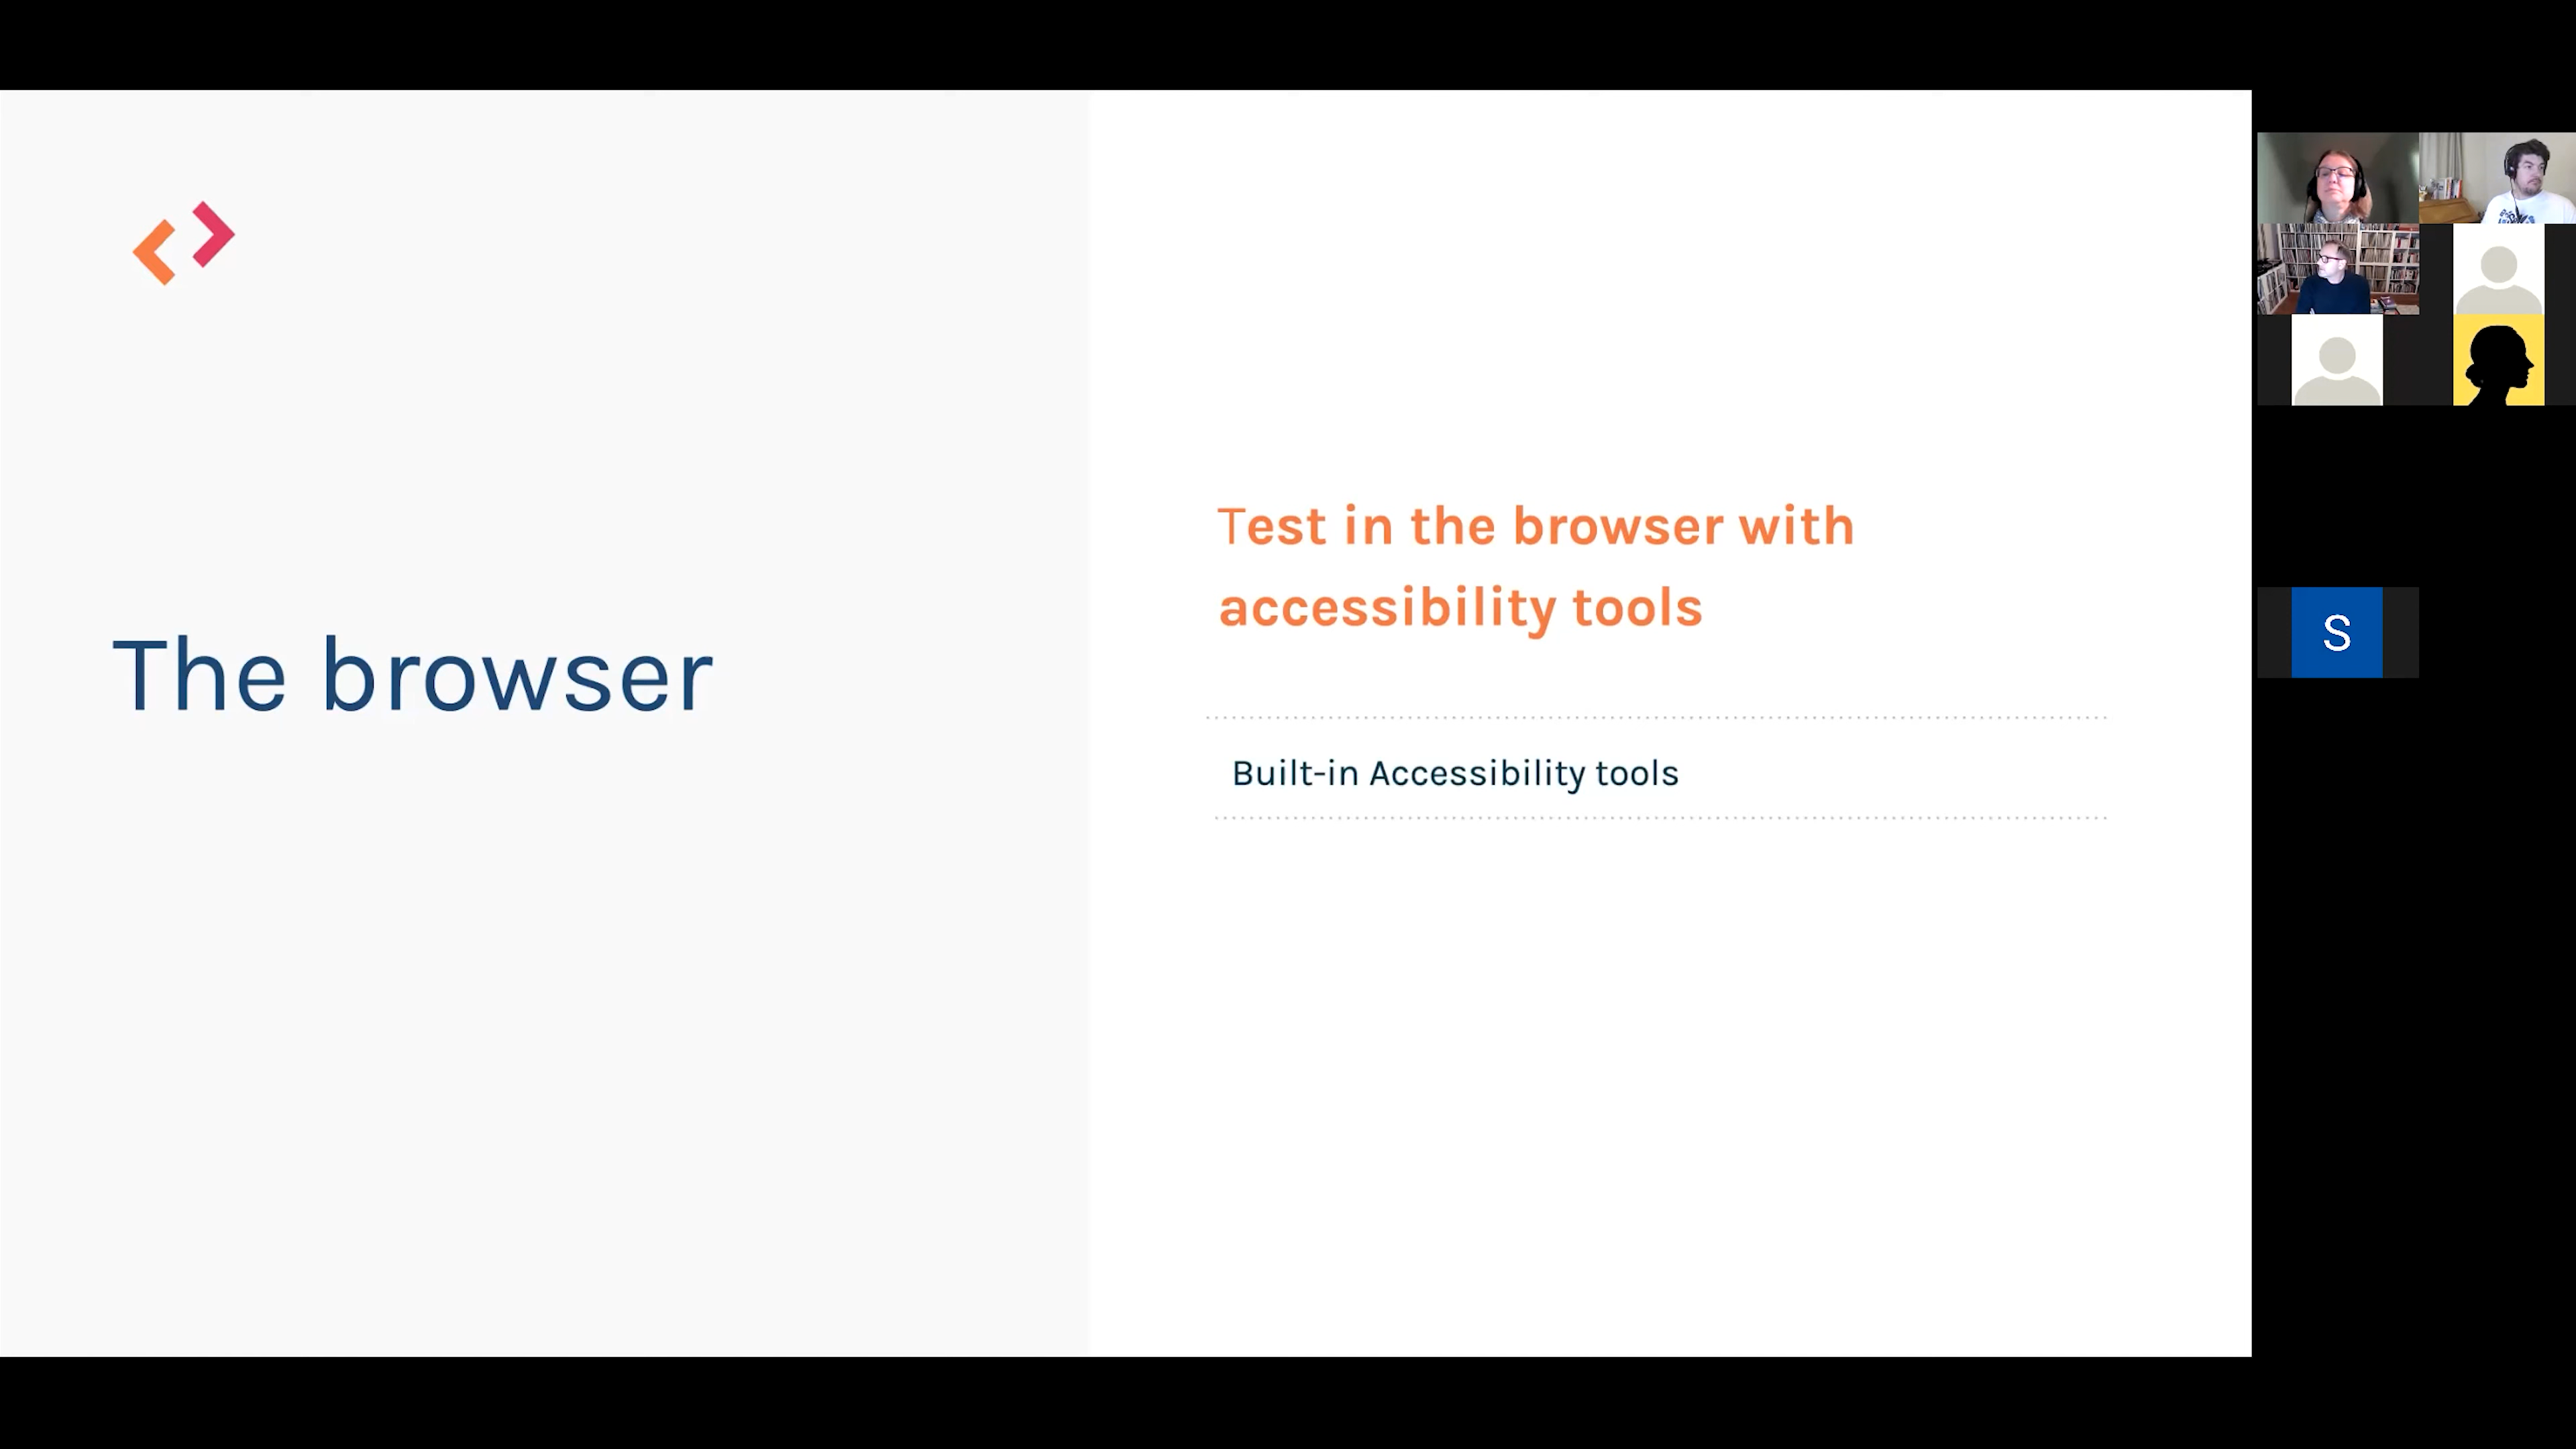 The browser
Test in the browser with
accessibility tools
Built-in Accessibility tools
S